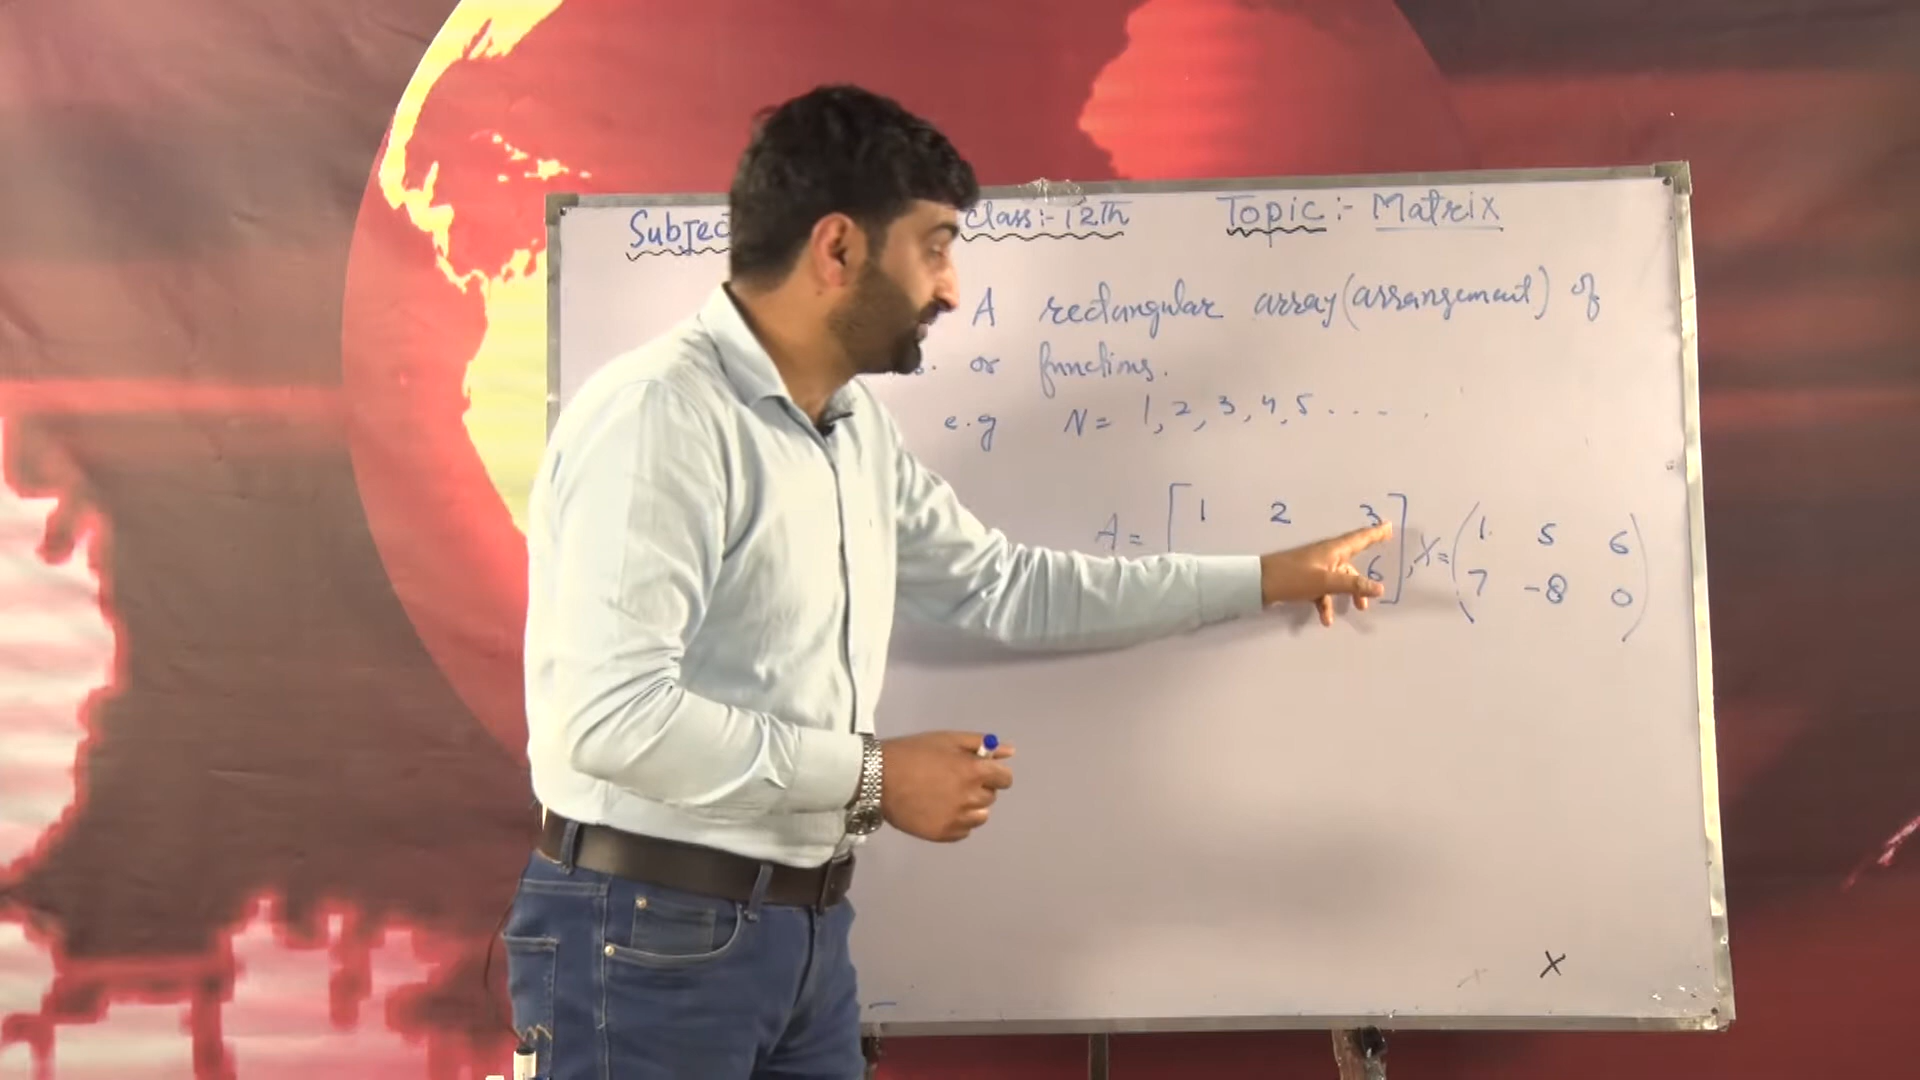 Subject Class:- 12Th Topic:- Matrix
A rectangular array (arrangement) of
or functions.
e.g N = 1, 2, 3, 4, 5 . . . . .
A = [ 1 2 3
6 ] , X = ( 1 5 6
7 -8 0 )
X